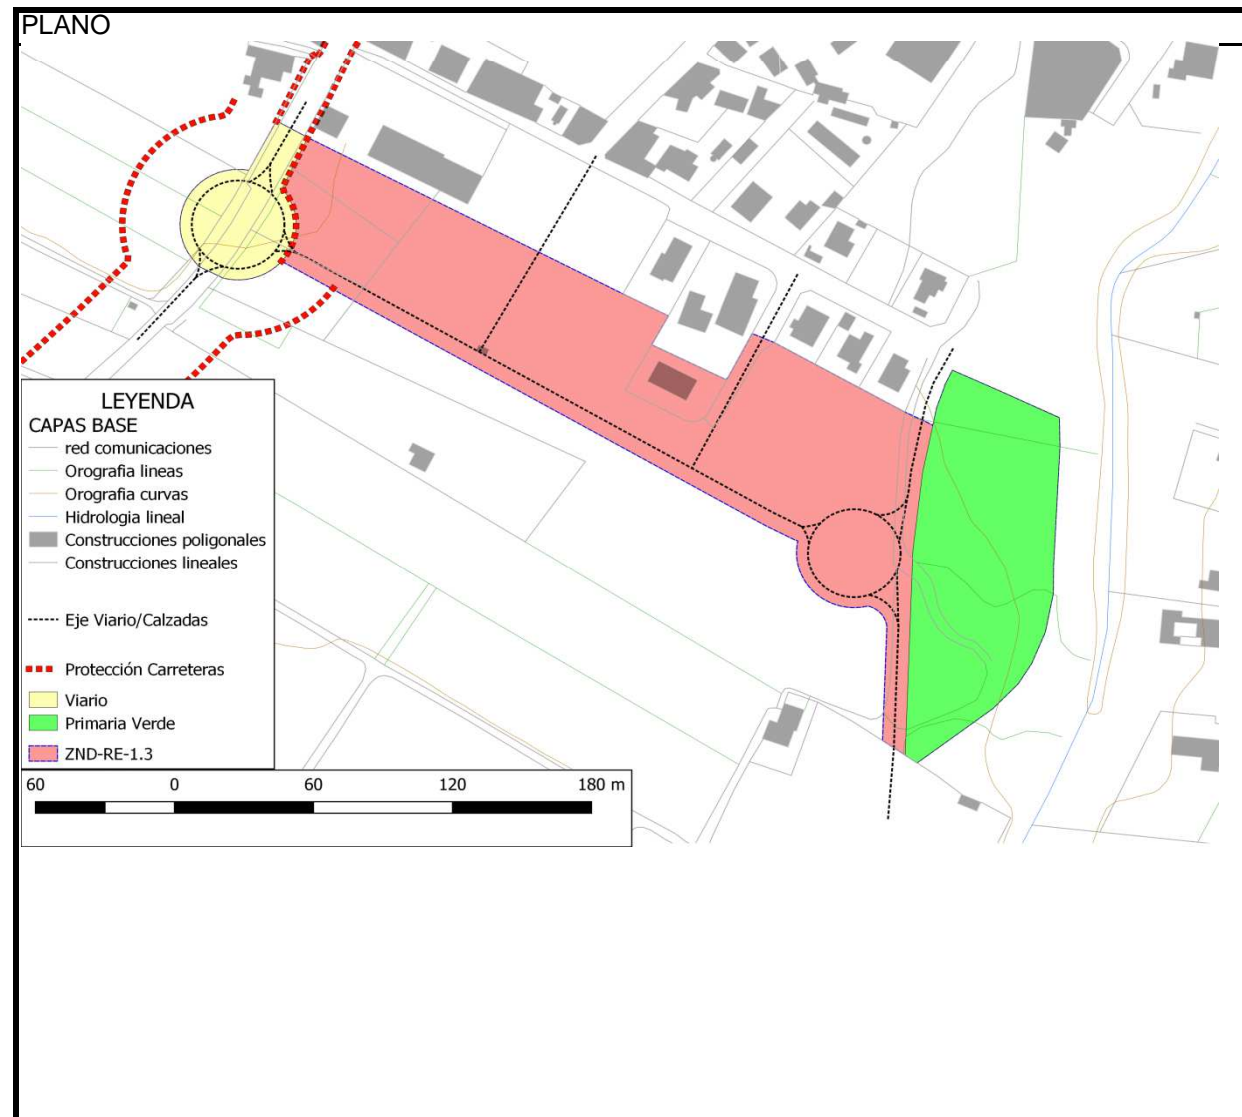 PLANO
LEYENDA
CAPAS BASE
red comunicaciones
Orografia lineas
Orografia curvas
Hidrologia lineal
Construcciones poligonales
Construcciones lineales
Eje Viario/Calzadas
Protección Carreteras
Viario
Primaria Verde
ZND-RE-1.3
60 0 60 120 180 m